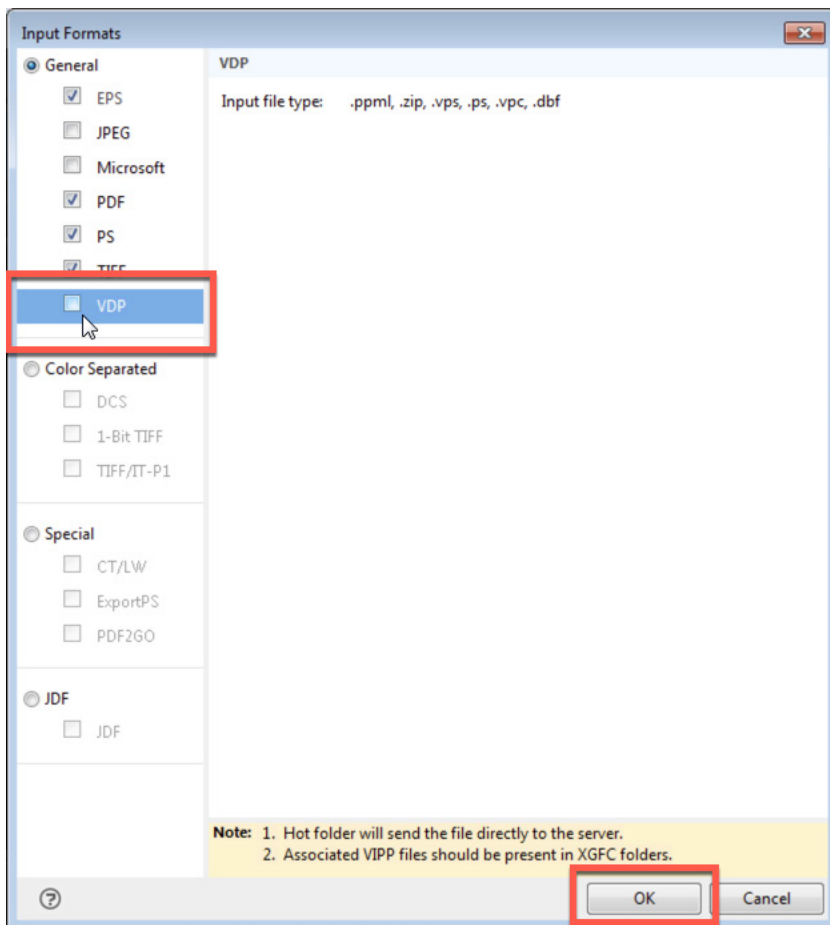 Input Formats
General
EPS
JPEG
Microsoft
PDF
PS
TIFF
VDP
Color Separated
DCS
1-Bit TIFF
TIFF/IT-P1
Special
CT/LW
ExportPS
PDF2GO
JDF
JDF
VDP
Input file type: .ppml, .zip, .vps, .ps, .vpc, .dbf
Note: 1. Hot folder will send the file directly to the server.
2. Associated VIPP files should be present in XGFC folders.
?
OK
Cancel